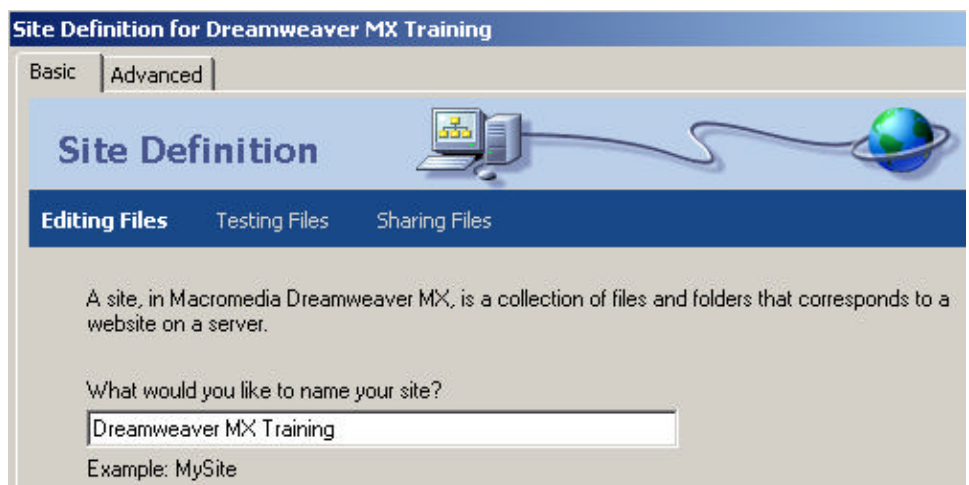 Site Definition for Dreamweaver MX Training
Basic
Advanced
Site Definition
Editing Files Testing Files Sharing Files
A site, in Macromedia Dreamweaver MX, is a collection of files and folders that corresponds to a
website on a server.
What would you like to name your site?
Dreamweaver MX Training
Example: MySite